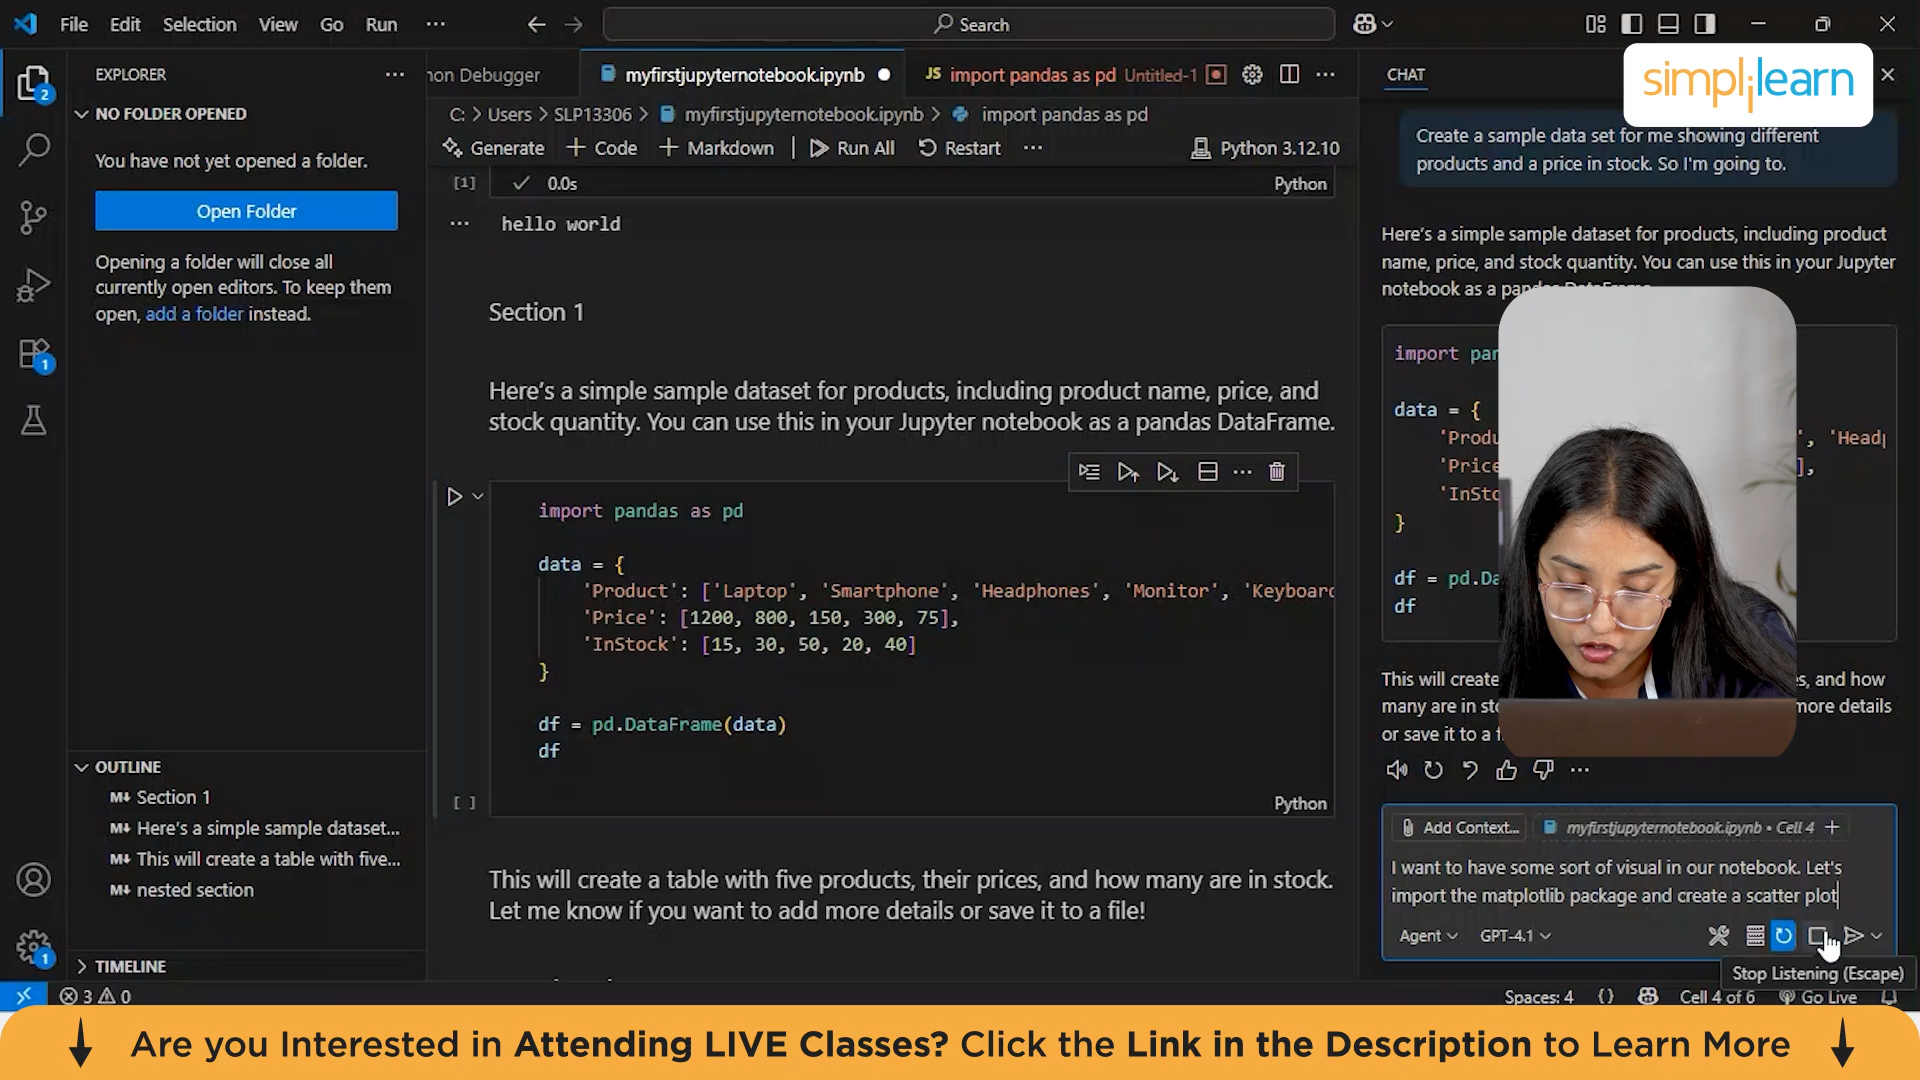 File Edit Selection View Go Run ··· Search
simplilearn
EXPLORER ···
NO FOLDER OPENED
You have not yet opened a folder.
Open Folder
Opening a folder will close all
currently open editors. To keep them
open, add a folder instead.
OUTLINE
M↓ Section 1
M↓ Here's a simple sample dataset...
M↓ This will create a table with five...
M↓ nested section
TIMELINE
on Debugger myfirstjupyternotebook.ipynb JS import pandas as pd Untitled-1
C: > Users > SLP13306 > myfirstjupyternotebook.ipynb > import pandas as pd
Generate + Code + Markdown | Run All Restart ··· Python 3.12.10
[1] 0.0s Python
··· hello world
Section 1
Here's a simple sample dataset for products, including product name, price, and
stock quantity. You can use this in your Jupyter notebook as a pandas DataFrame.
import pandas as pd
data = {
'Product': ['Laptop', 'Smartphone', 'Headphones', 'Monitor', 'Keyboard
'Price': [1200, 800, 150, 300, 75],
'InStock': [15, 30, 50, 20, 40]
}
df = pd.DataFrame(data)
df
[ ] Python
This will create a table with five products, their prices, and how many are in stock.
Let me know if you want to add more details or save it to a file!
CHAT
Create a sample data set for me showing different
products and a price in stock. So I'm going to.
Here's a simple sample dataset for products, including product
name, price, and stock quantity. You can use this in your Jupyter
notebook as a
import
data = {
', 'Head
],
}
df =
df
This will create , and how
many are in more details
or save it to a
Add Context... myfirstjupyternotebook.ipynb • Cell 4 +
I want to have some sort of visual in our notebook. Let's
import the matplotlib package and create a scatter plot
Agent GPT-4.1
Stop Listening (Escape)
3 0 Spaces: 4 {} Cell 4 of 6 Go Live
Are you Interested in Attending LIVE Classes? Click the Link in the Description to Learn More